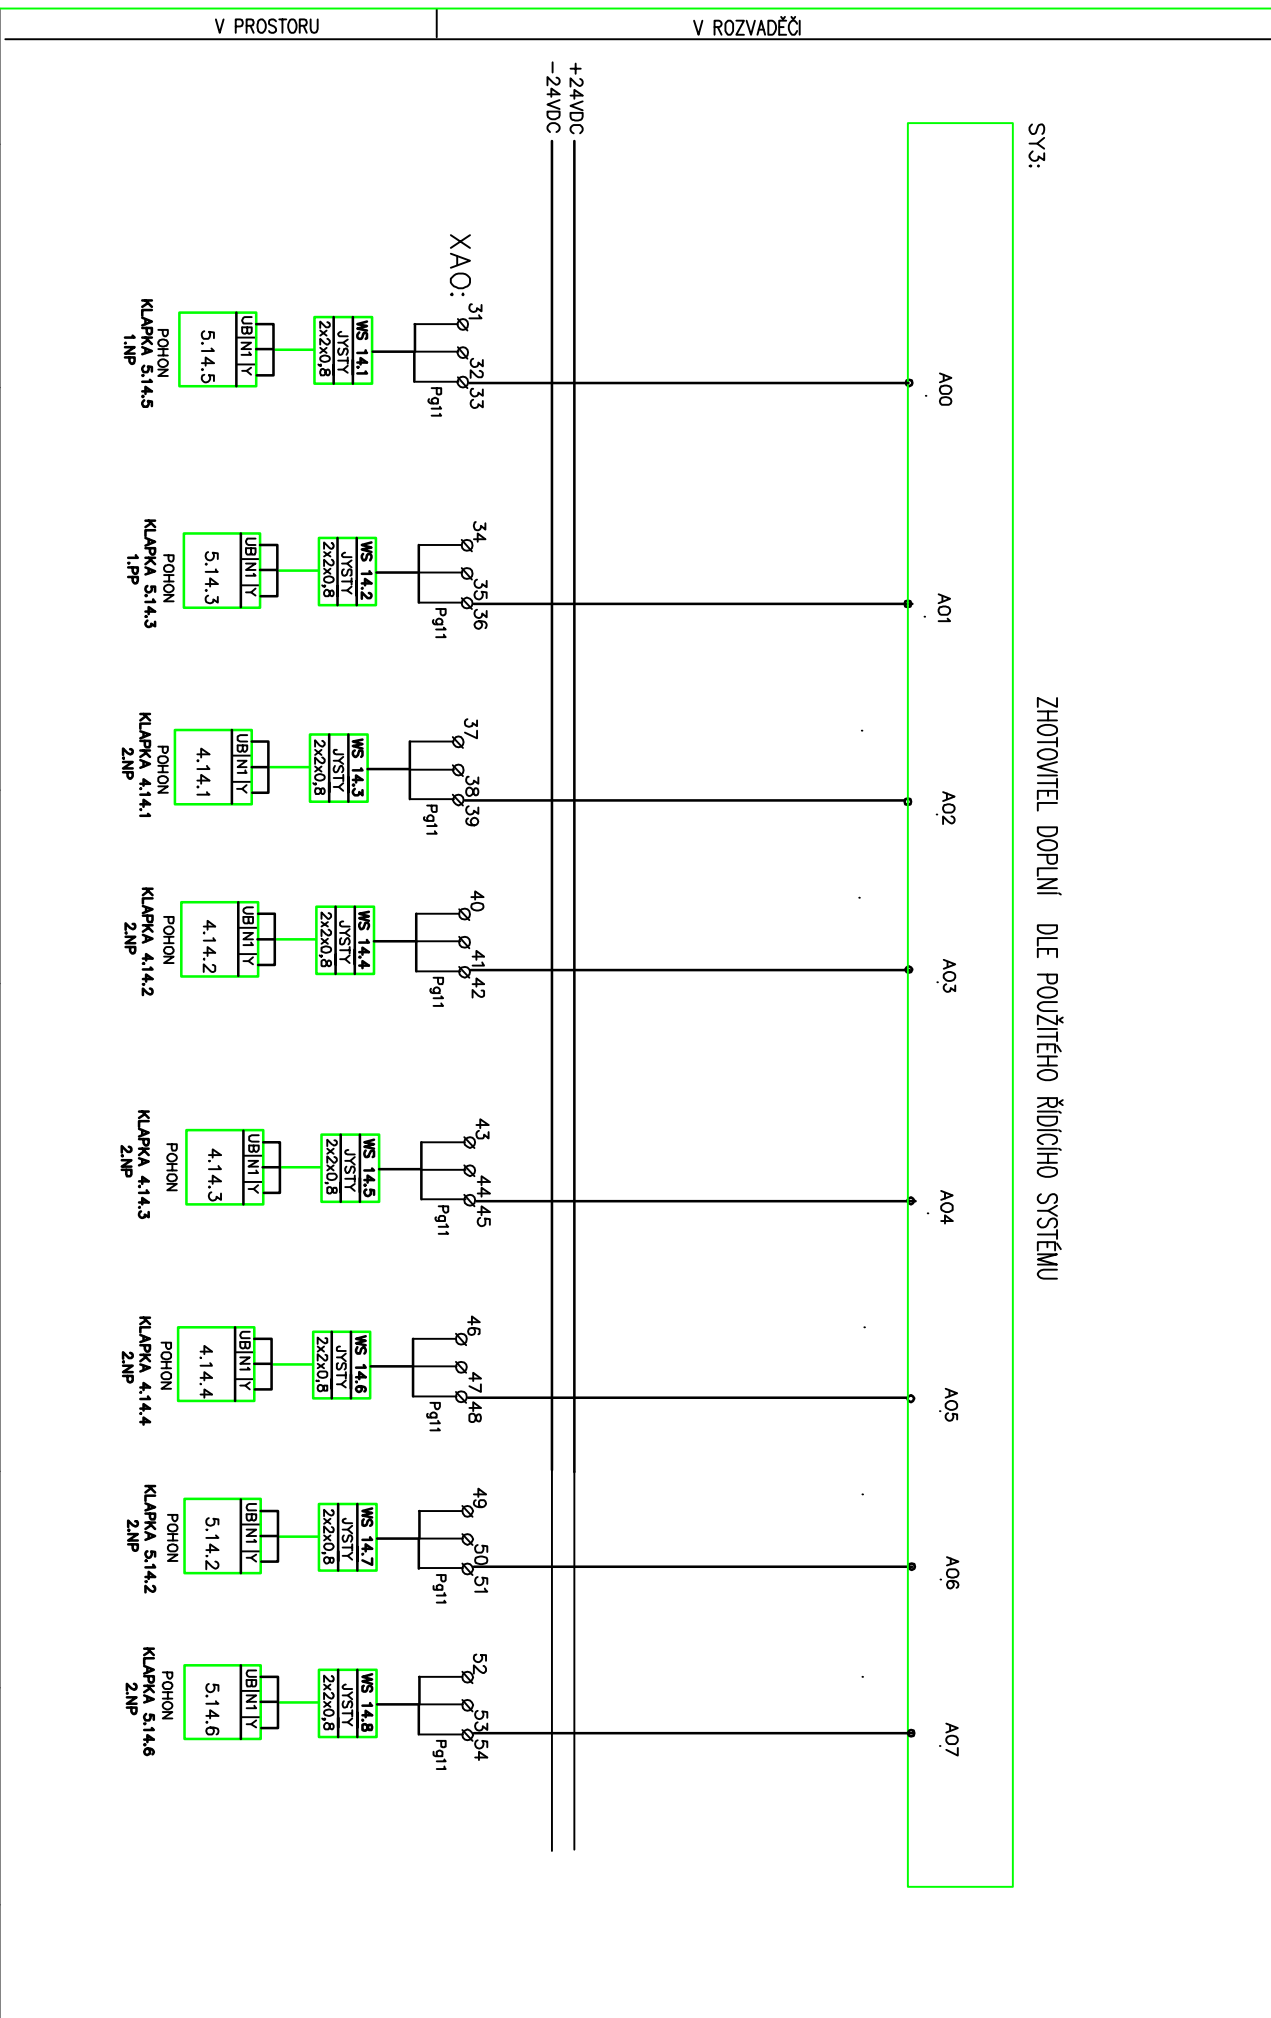 V PROSTORU
V ROZVADĚČI
SY3:
ZHOTOVITEL DOPLNÍ DLE POUŽITÉHO ŘÍDÍCÍHO SYSTÉMU
AO0
AO1
AO2
AO3
AO4
AO5
AO6
AO7
+24VDC
-24VDC
XAO:
31
32
33
Pg11
WS 14.1
JYSTY
2x2x0,8
UB N1 Y
5.14.5
POHON
KLAPKA 5.14.5
1.NP
34
35
36
Pg11
WS 14.2
JYSTY
2x2x0,8
UB N1 Y
5.14.3
POHON
KLAPKA 5.14.3
1.PP
37
38
39
Pg11
WS 14.3
JYSTY
2x2x0,8
UB N1 Y
4.14.1
POHON
KLAPKA 4.14.1
2.NP
40
41
42
Pg11
WS 14.4
JYSTY
2x2x0,8
UB N1 Y
4.14.2
POHON
KLAPKA 4.14.2
2.NP
43
44
45
Pg11
WS 14.5
JYSTY
2x2x0,8
UB N1 Y
4.14.3
POHON
KLAPKA 4.14.3
2.NP
46
47
48
Pg11
WS 14.6
JYSTY
2x2x0,8
UB N1 Y
4.14.4
POHON
KLAPKA 4.14.4
2.NP
49
50
51
Pg11
WS 14.7
JYSTY
2x2x0,8
UB N1 Y
5.14.2
POHON
KLAPKA 5.14.2
2.NP
52
53
54
Pg11
WS 14.8
JYSTY
2x2x0,8
UB N1 Y
5.14.6
POHON
KLAPKA 5.14.6
2.NP